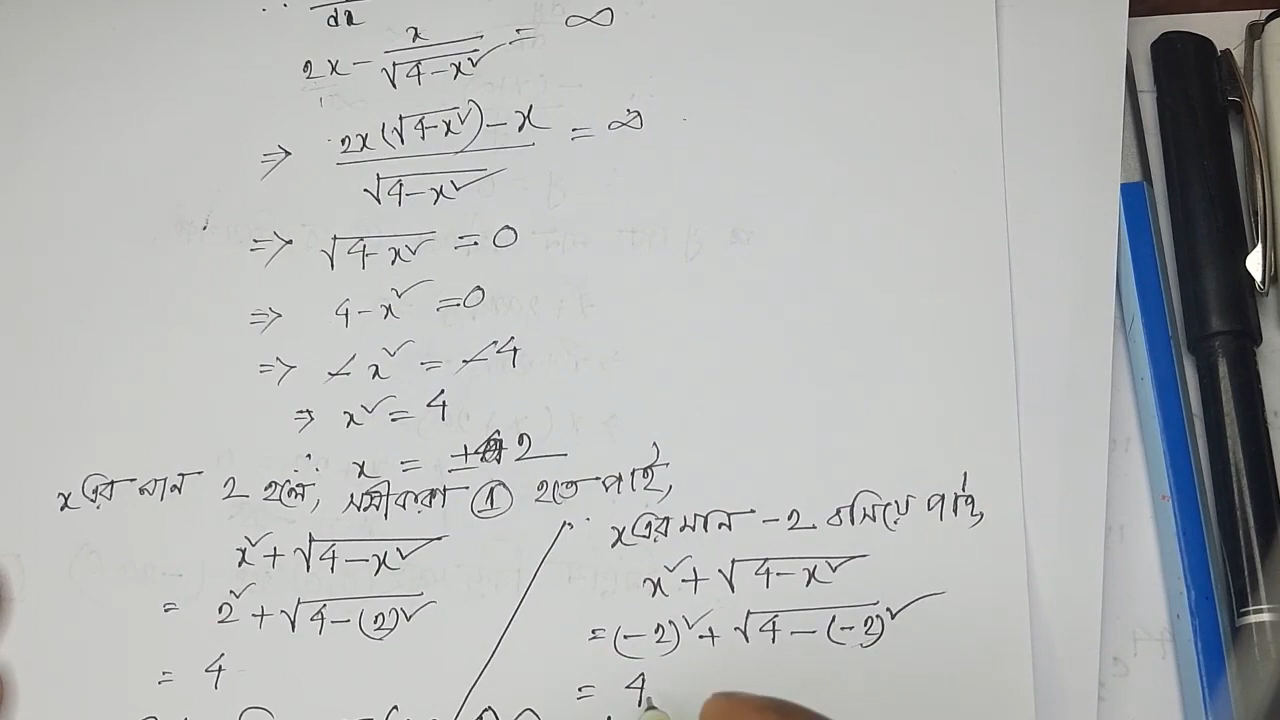 ∴ dx
2x - x/√(4-x²) = ∞
⇒ (2x(√(4-x²)) - x)/√(4-x²) = ∞
⇒ √(4-x²) = 0
⇒ 4-x² = 0
⇒ -x² = -4
⇒ x² = 4
∴ x = ± 2
x এর মান 2 হলে, সমীকরণ ① হতে পাই,
x² + √(4-x²)
= 2² + √(4-(2)²)
= 4
x এর মান -2 বসিয়ে পাই,
x² + √(4-x²)
= (-2)² + √(4-(-2)²)
= 4